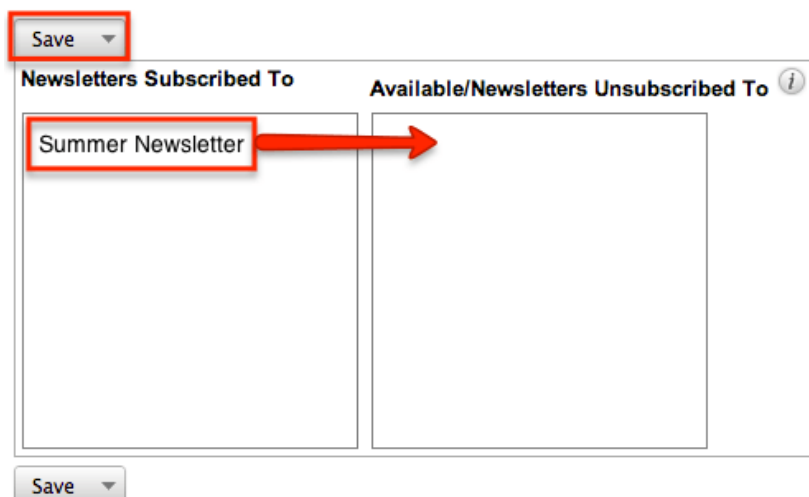 Save
Newsletters Subscribed To
Available/Newsletters Unsubscribed To i
Summer Newsletter
Save